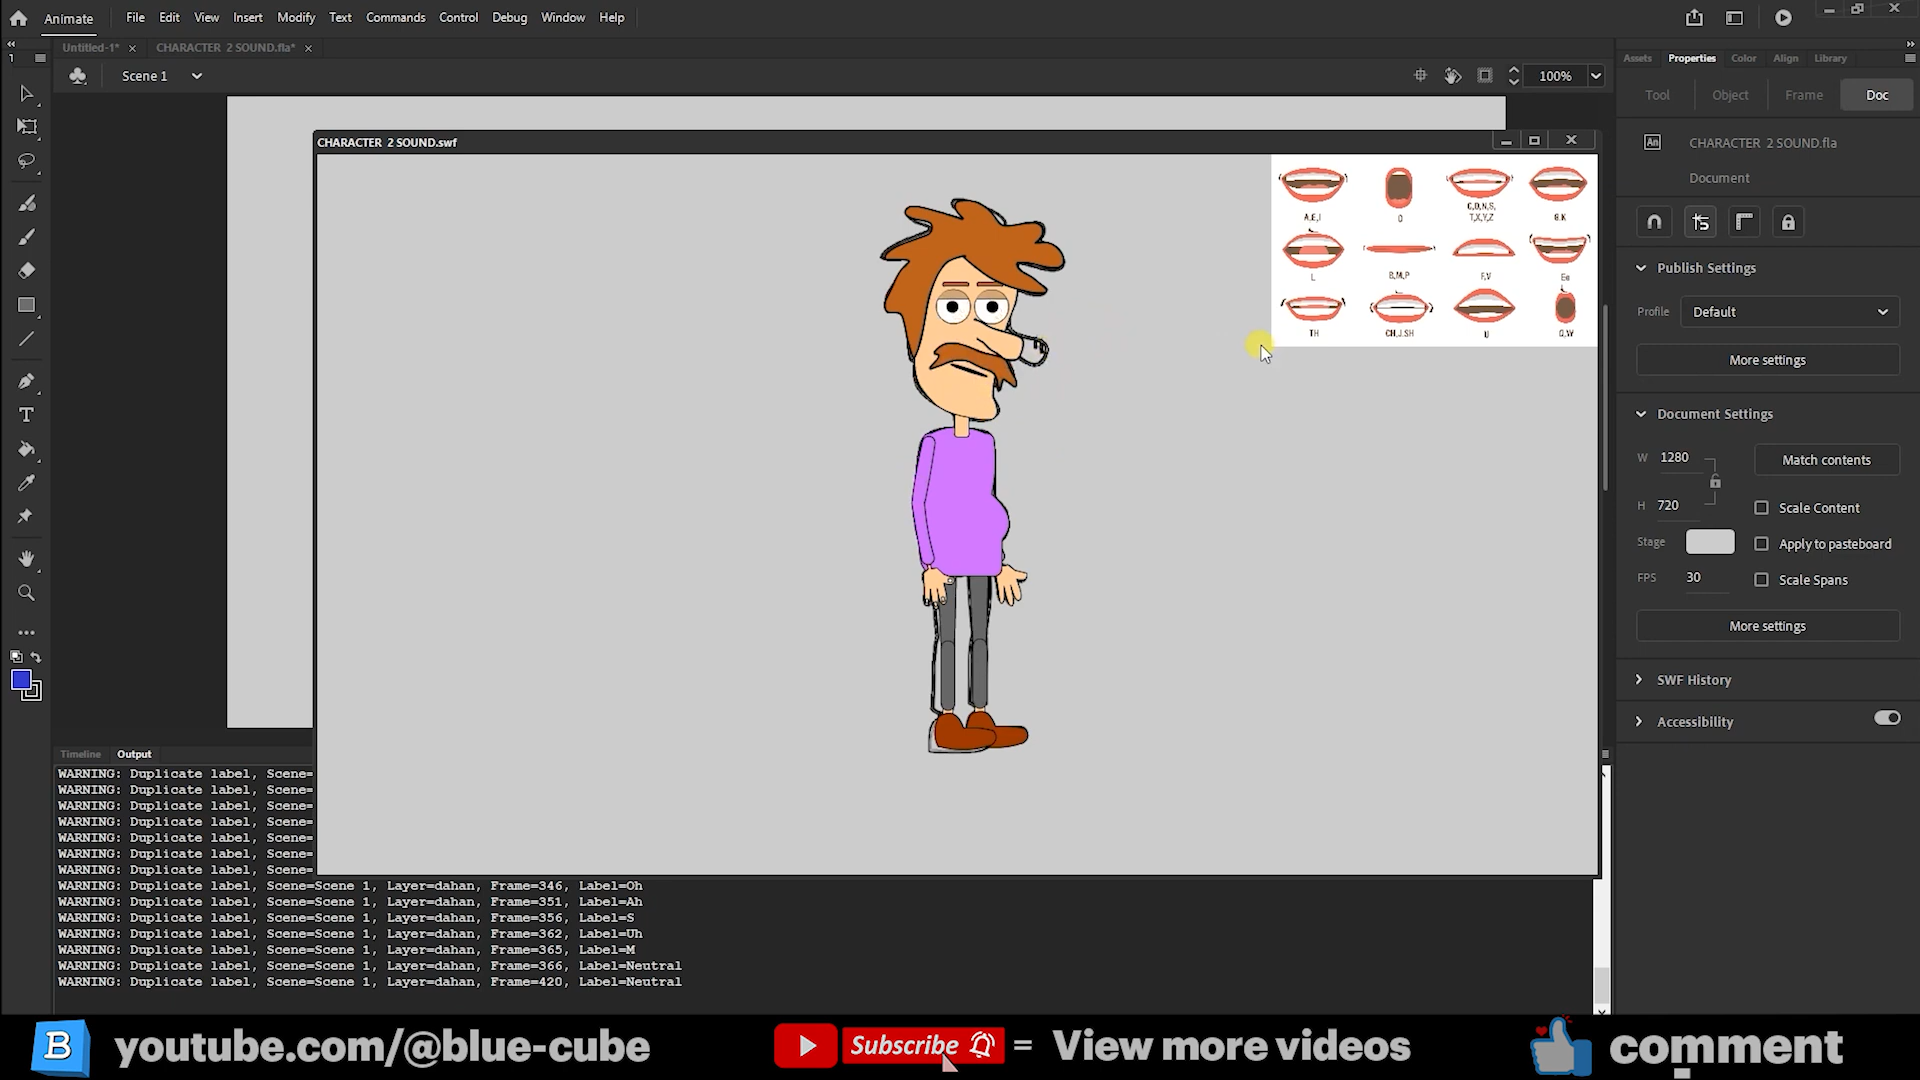 Animate File Edit View Insert Modify Text Commands Control Debug Window Help
Untitled-1* × CHARACTER 2 SOUND.fla* ×
1
Scene 1
100%
Assets Properties Color Align Library
Tool Object Frame Doc
An CHARACTER 2 SOUND.fla
Document
Publish Settings
Profile Default
More settings
Document Settings
W 1280 Match contents
H 720 Scale Content
Stage Apply to pasteboard
FPS 30 Scale Spans
More settings
SWF History
Accessibility
CHARACTER 2 SOUND.swf
A,E,I O C,D,N,S, T,X,Y,Z G.K
L B,M,P F,V Ee
TH CH,J,SH U Q,W
Timeline Output
WARNING: Duplicate label, Scene=
WARNING: Duplicate label, Scene=
WARNING: Duplicate label, Scene=
WARNING: Duplicate label, Scene=
WARNING: Duplicate label, Scene=
WARNING: Duplicate label, Scene=
WARNING: Duplicate label, Scene=
WARNING: Duplicate label, Scene=Scene 1, Layer=dahan, Frame=346, Label=Oh
WARNING: Duplicate label, Scene=Scene 1, Layer=dahan, Frame=351, Label=Ah
WARNING: Duplicate label, Scene=Scene 1, Layer=dahan, Frame=356, Label=S
WARNING: Duplicate label, Scene=Scene 1, Layer=dahan, Frame=362, Label=Uh
WARNING: Duplicate label, Scene=Scene 1, Layer=dahan, Frame=365, Label=M
WARNING: Duplicate label, Scene=Scene 1, Layer=dahan, Frame=366, Label=Neutral
WARNING: Duplicate label, Scene=Scene 1, Layer=dahan, Frame=420, Label=Neutral
B youtube.com/@blue-cube Subscribe = View more videos comment